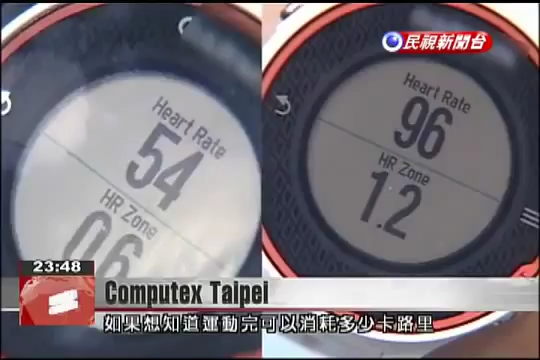 民視新聞台
Heart Rate
54
HR Zone
0.6
Heart Rate
96
HR Zone
1.2
23:48
Computex Taipei
如果想知道運動完可以消耗多少卡路里